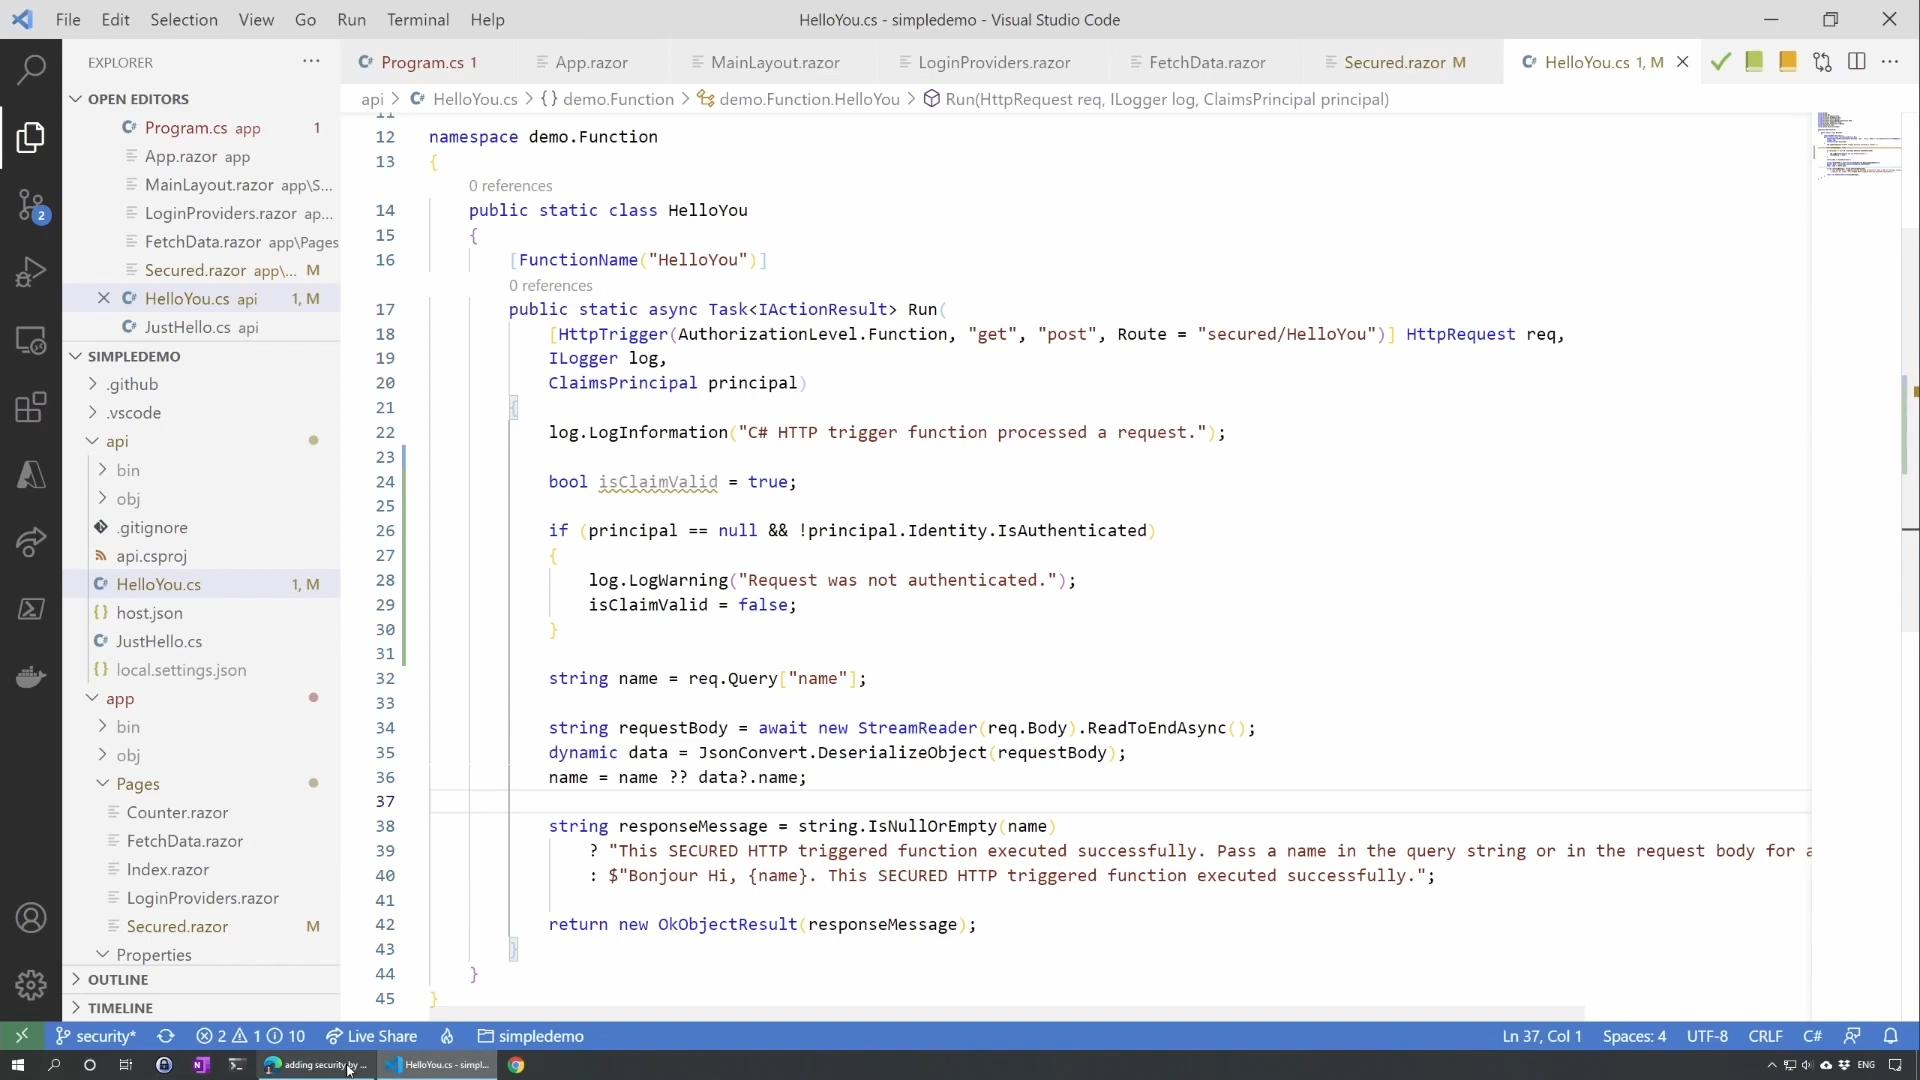 File Edit Selection View Go Run Terminal Help
HelloYou.cs - simpledemo - Visual Studio Code
EXPLORER
Program.cs 1
App.razor
MainLayout.razor
LoginProviders.razor
FetchData.razor
Secured.razor M
HelloYou.cs 1, M
api > HelloYou.cs > {} demo.Function > demo.Function.HelloYou > Run(HttpRequest req, ILogger log, ClaimsPrincipal principal)
OPEN EDITORS
Program.cs app 1
App.razor app
MainLayout.razor app\S...
LoginProviders.razor ap...
FetchData.razor app\Pages
Secured.razor app\... M
HelloYou.cs api 1, M
JustHello.cs api
SIMPLEDEMO
.github
.vscode
api
bin
obj
.gitignore
api.csproj
HelloYou.cs 1, M
host.json
JustHello.cs
local.settings.json
app
bin
obj
Pages
Counter.razor
FetchData.razor
Index.razor
LoginProviders.razor
Secured.razor M
Properties
OUTLINE
TIMELINE
2
11
12 namespace demo.Function
13 {
0 references
14 public static class HelloYou
15 {
16 [FunctionName("HelloYou")]
0 references
17 public static async Task<IActionResult> Run(
18 [HttpTrigger(AuthorizationLevel.Function, "get", "post", Route = "secured/HelloYou")] HttpRequest req,
19 ILogger log,
20 ClaimsPrincipal principal)
21 {
22 log.LogInformation("C# HTTP trigger function processed a request.");
23
24 bool isClaimValid = true;
25
26 if (principal == null && !principal.Identity.IsAuthenticated)
27 {
28 log.LogWarning("Request was not authenticated.");
29 isClaimValid = false;
30 }
31
32 string name = req.Query["name"];
33
34 string requestBody = await new StreamReader(req.Body).ReadToEndAsync();
35 dynamic data = JsonConvert.DeserializeObject(requestBody);
36 name = name ?? data?.name;
37
38 string responseMessage = string.IsNullOrEmpty(name)
39 ? "This SECURED HTTP triggered function executed successfully. Pass a name in the query string or in the request body for a
40 : $"Bonjour Hi, {name}. This SECURED HTTP triggered function executed successfully.";
41
42 return new OkObjectResult(responseMessage);
43 }
44 }
45 }
security* 2 1 10 Live Share simpledemo
Ln 37, Col 1 Spaces: 4 UTF-8 CRLF C#
adding security by ...
HelloYou.cs - simpl...
ENG